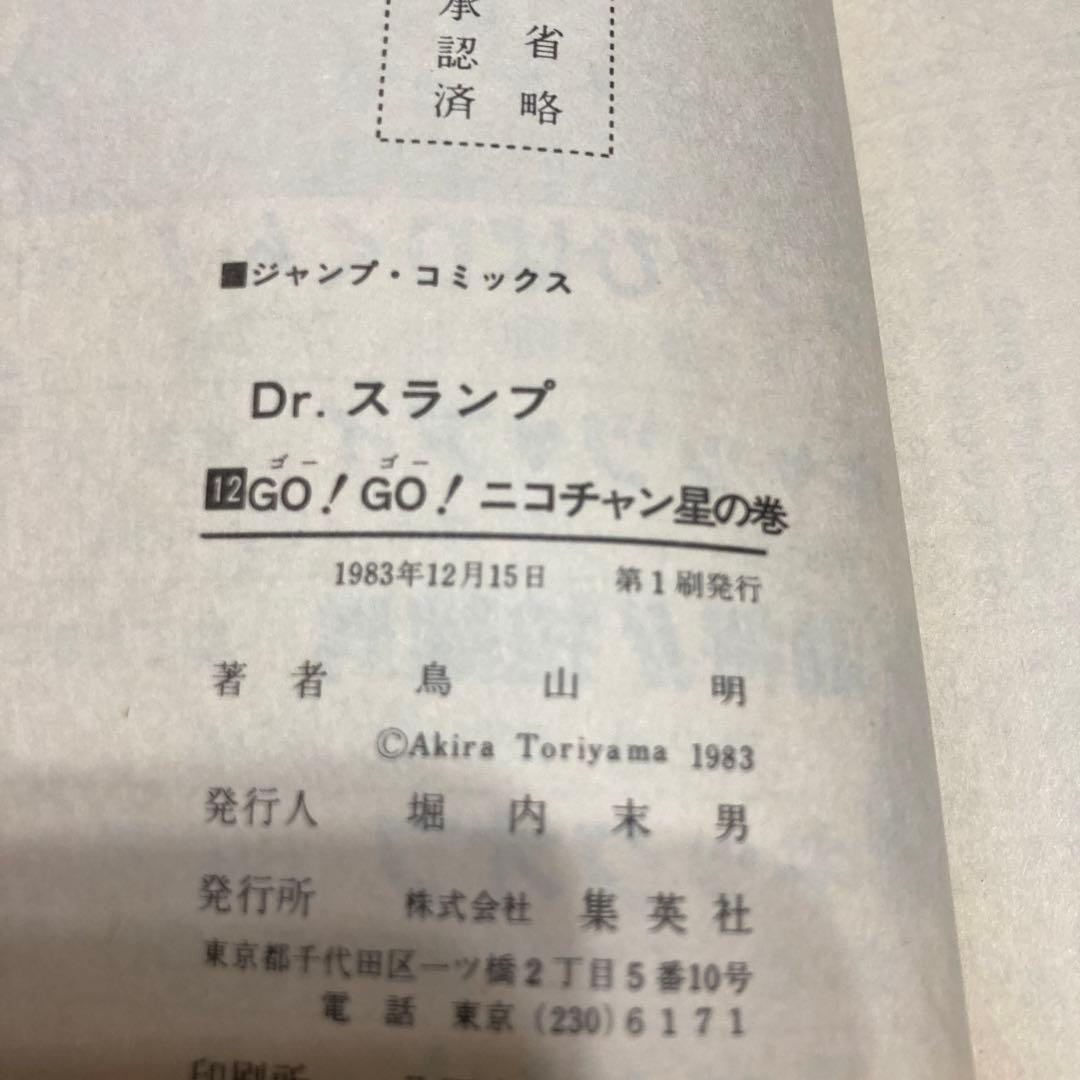 省略
承認済
■ジャンプ・コミックス
Dr.スランプ
ゴー ゴー
12GO！GO！ニコチャン星の巻
1983年12月15日 第1刷発行
著者 鳥山明
©Akira Toriyama 1983
発行人 堀内末男
発行所 株式会社 集英社
東京都千代田区一ツ橋2丁目5番10号
電話 東京(230)6171
印刷所